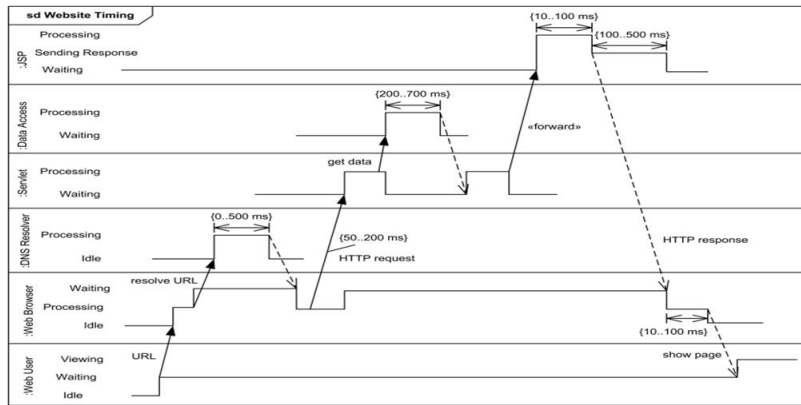 sd Website Timing
:JSP
Processing
Sending Response
Waiting
{10..100 ms}
{100..500 ms}
:Data Access
Processing
Waiting
{200..700 ms}
«forward»
:Servlet
Processing
Waiting
get data
:DNS Resolver
Processing
Idle
{0..500 ms}
{50..200 ms}
HTTP request
HTTP response
:Web Browser
Waiting
Processing
Idle
resolve URL
{10..100 ms}
:Web User
Viewing
Waiting
Idle
URL
show page